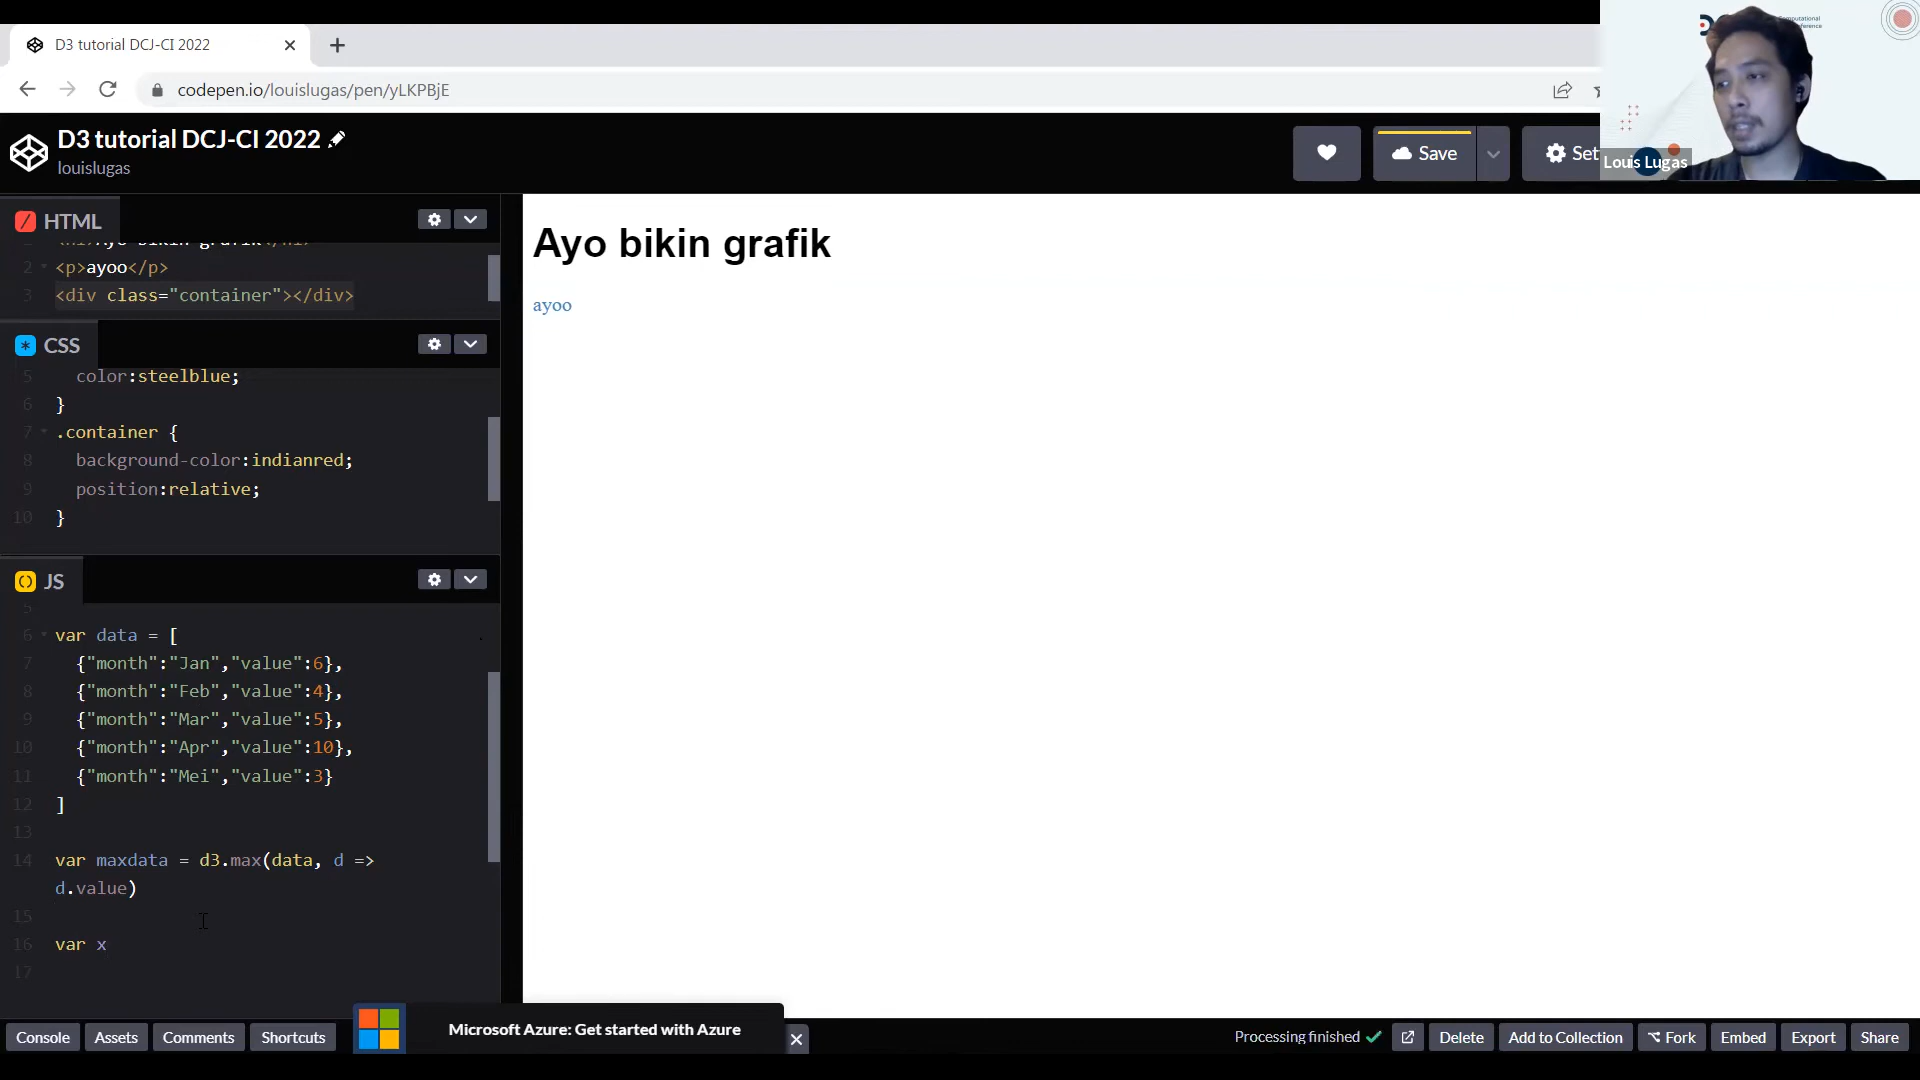 D3 tutorial DCJ-CI 2022
codepen.io/louislugas/pen/yLKPBjE
D3 tutorial DCJ-CI 2022
louislugas
Save
Set
Louis Lugas
HTML
2 <p>ayoo</p>
3 <div class="container"></div>
CSS
5 color:steelblue;
6 }
7 .container {
8 background-color:indianred;
9 position:relative;
10 }
JS
5
6 var data = [
7 {"month":"Jan","value":6},
8 {"month":"Feb","value":4},
9 {"month":"Mar","value":5},
10 {"month":"Apr","value":10},
11 {"month":"Mei","value":3}
12 ]
13
14 var maxdata = d3.max(data, d =>
d.value)
15
16 var x
17
Ayo bikin grafik
ayoo
Console
Assets
Comments
Shortcuts
Microsoft Azure: Get started with Azure
Processing finished
Delete
Add to Collection
Fork
Embed
Export
Share